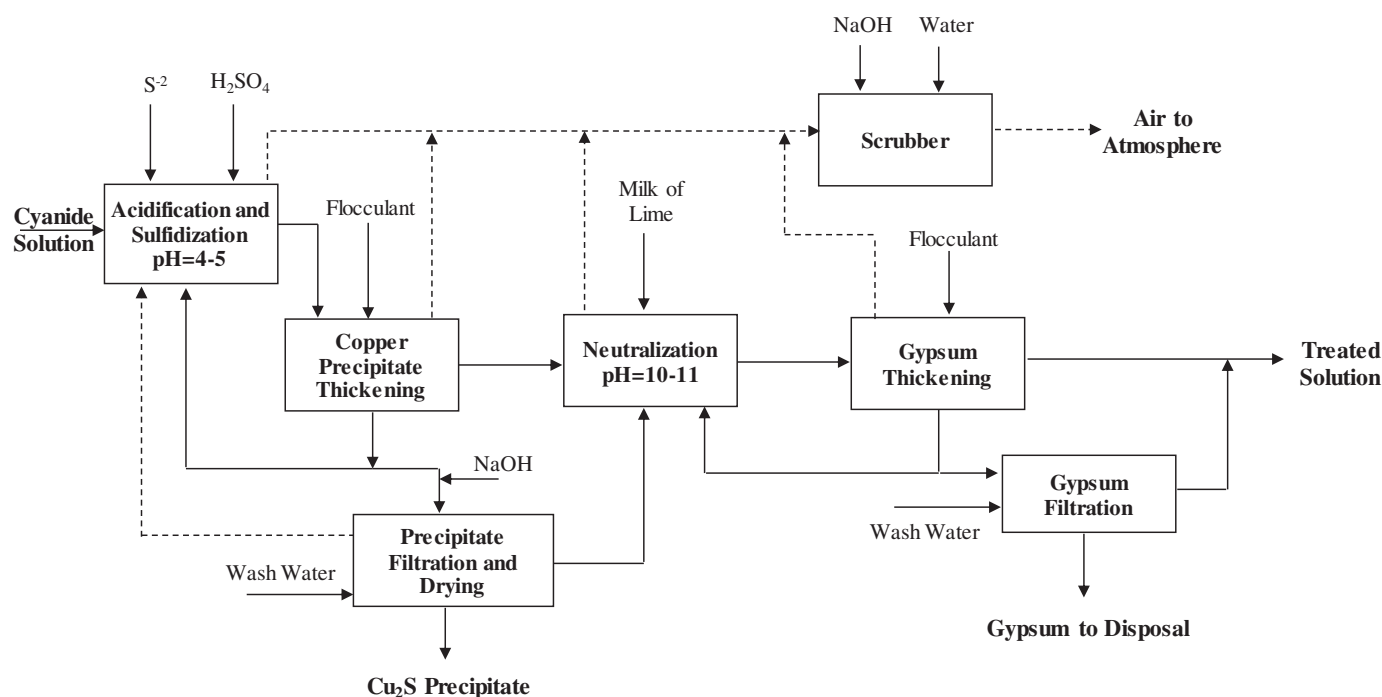 NaOH
Water
S-2
H2SO4
Scrubber
Air to
Atmosphere
Milk of
Lime
Cyanide
Solution
Acidification and
Sulfidization
pH=4-5
Flocculant
Flocculant
Copper
Precipitate
Thickening
Neutralization
pH=10-11
Gypsum
Thickening
Treated
Solution
NaOH
Gypsum
Filtration
Wash Water
Precipitate
Filtration and
Drying
Wash Water
Gypsum to Disposal
Cu2S Precipitate